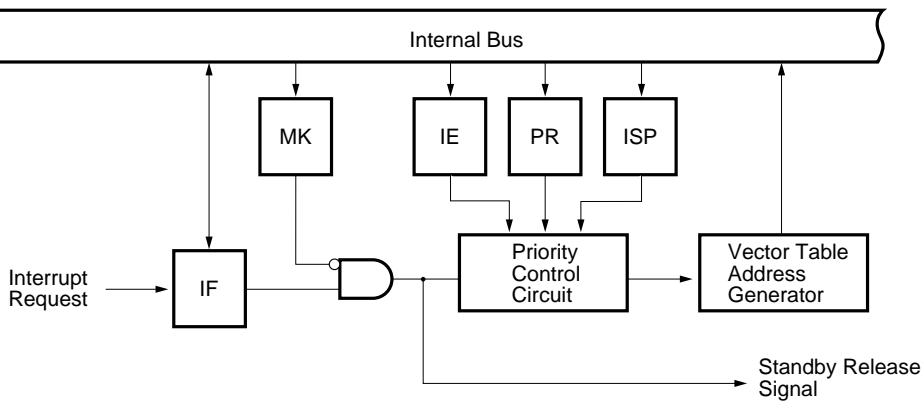 Internal Bus
MK
IE
PR
ISP
Interrupt
Request
IF
Priority
Control
Circuit
Vector Table
Address
Generator
Standby Release
Signal